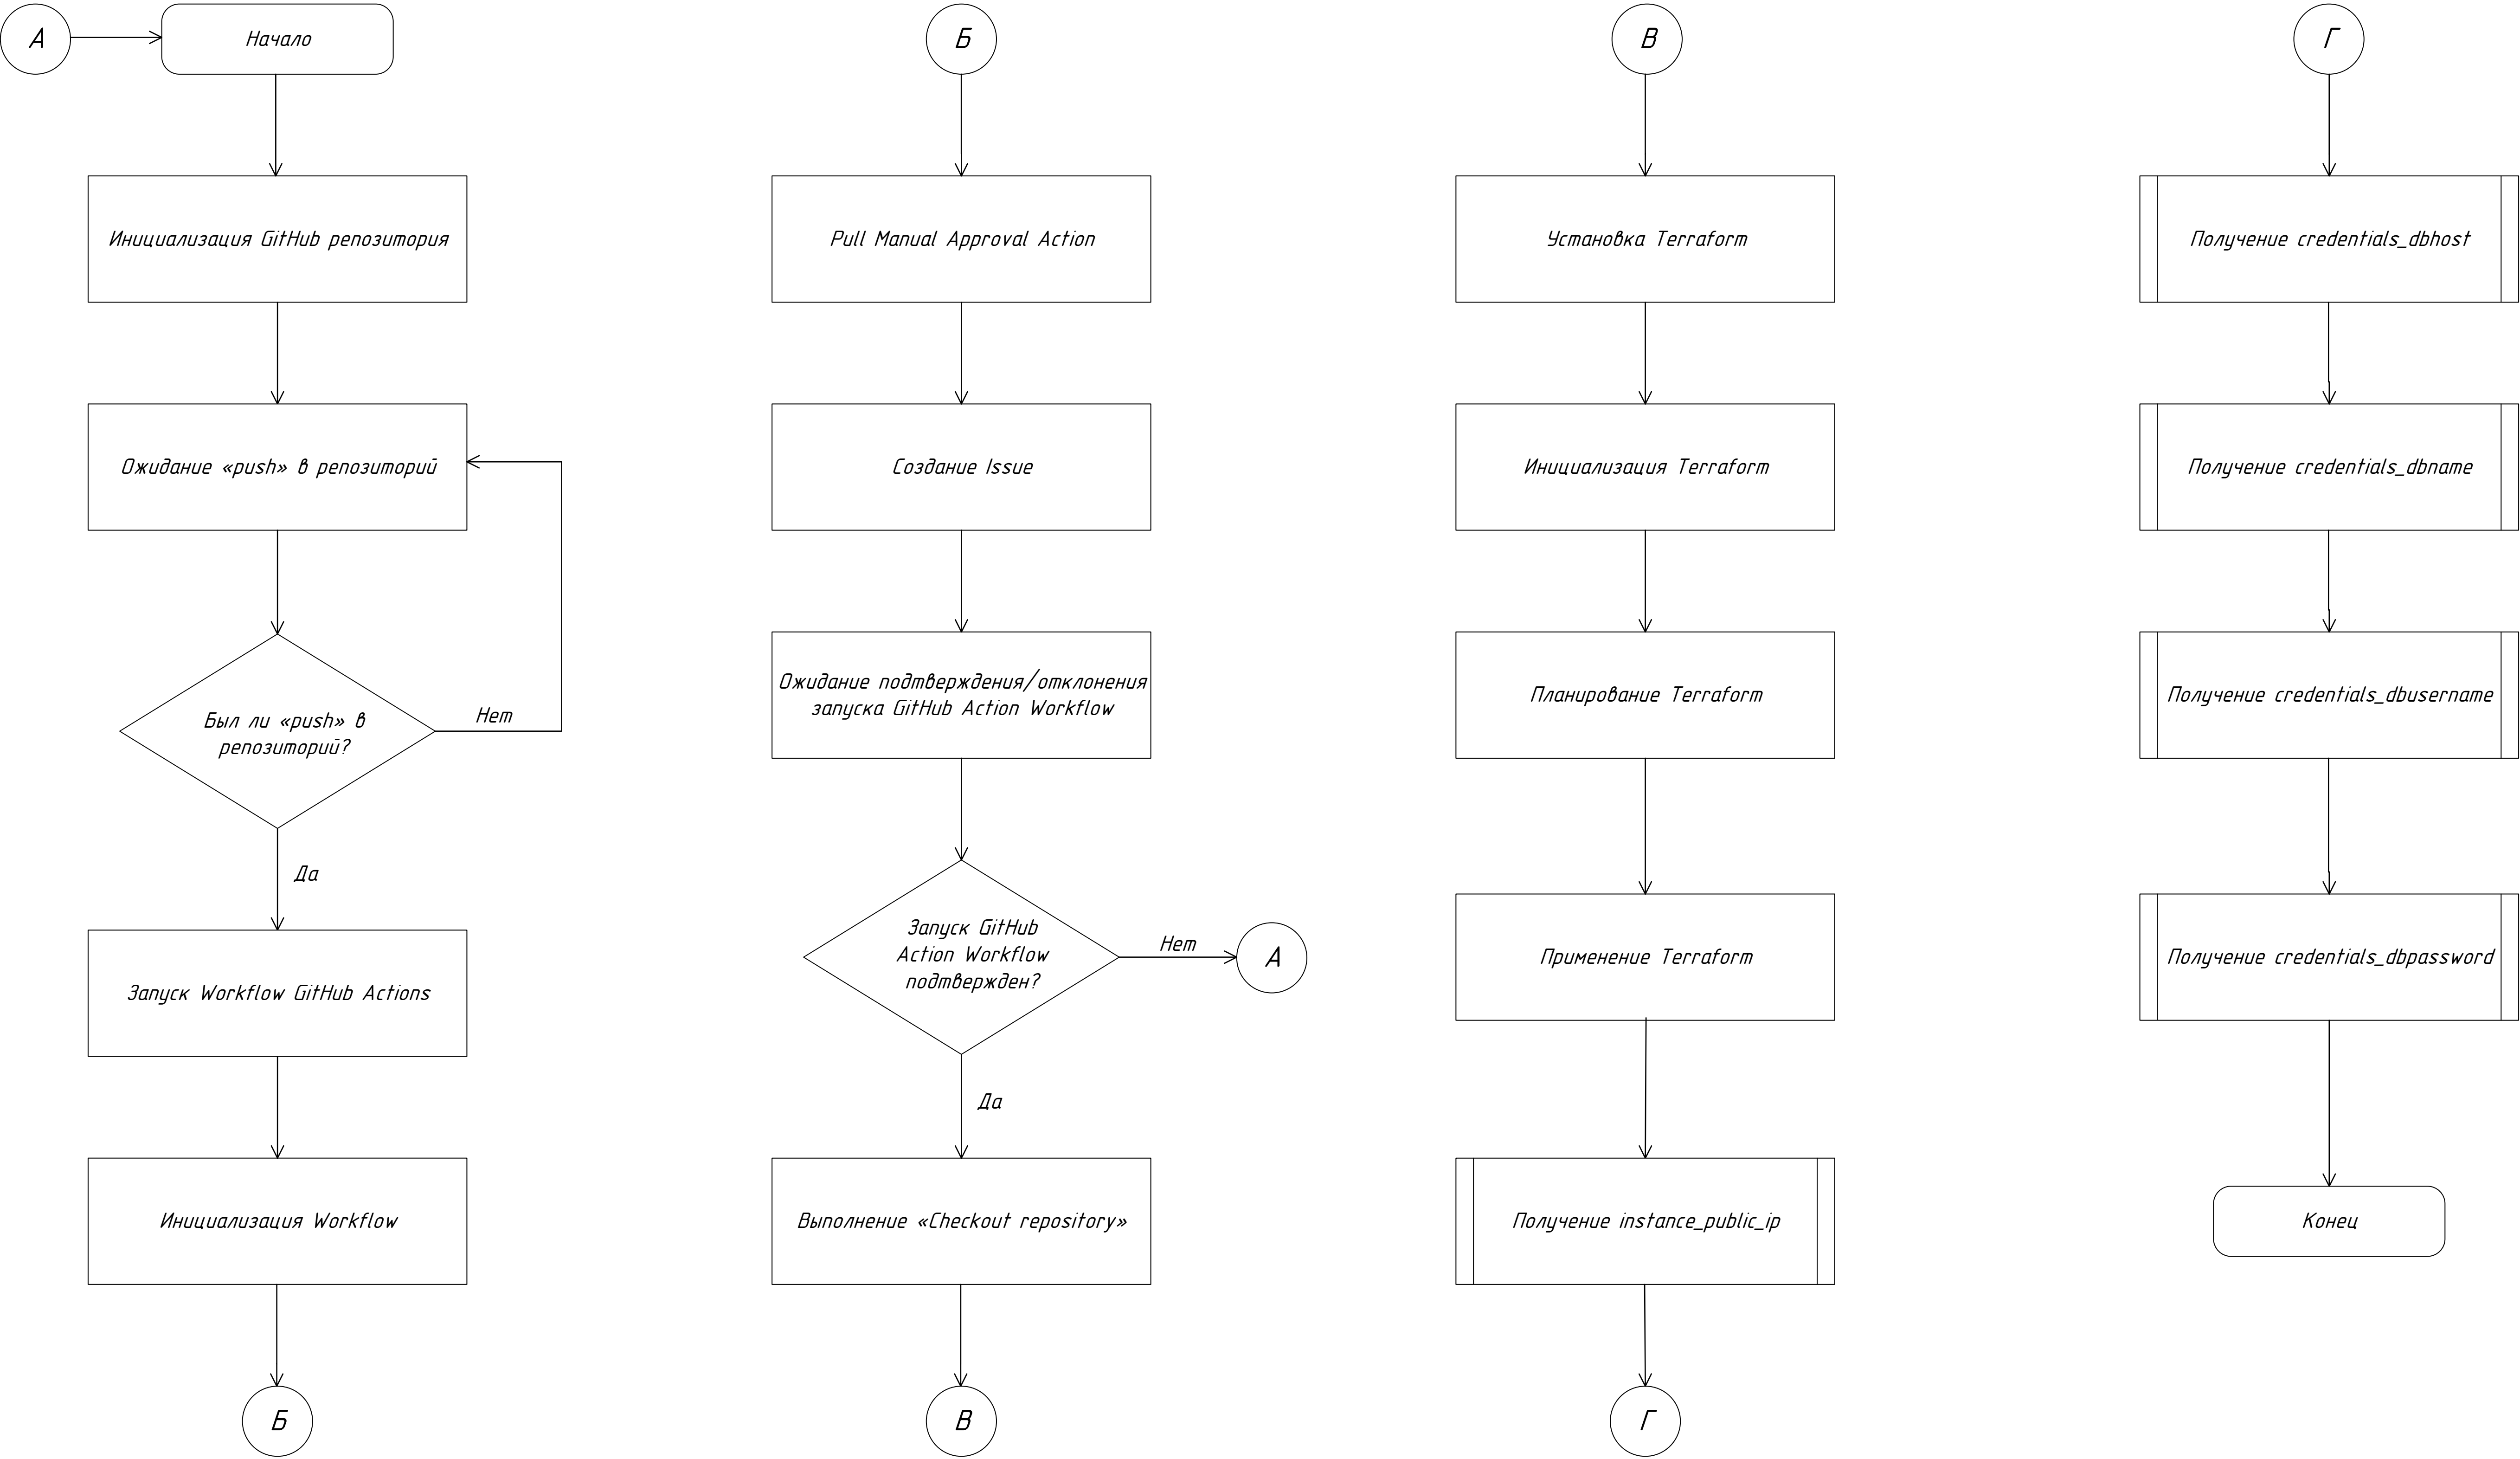 А
Начало
Инициализация GitHub репозитория
Ожидание «push» в репозиторий
Был ли «push» в
репозиторий?
Нет
Да
Запуск Workflow GitHub Actions
Инициализация Workflow
Б
Б
Pull Manual Approval Action
Создание Issue
Ожидание подтверждения/отклонения
запуска GitHub Action Workflow
Запуск GitHub
Action Workflow
подтвержден?
Нет
А
Да
Выполнение «Checkout repository»
В
В
Установка Terraform
Инициализация Terraform
Планирование Terraform
Применение Terraform
Получение instance_public_ip
Г
Г
Получение credentials_dbhost
Получение credentials_dbname
Получение credentials_dbusername
Получение credentials_dbpassword
Конец